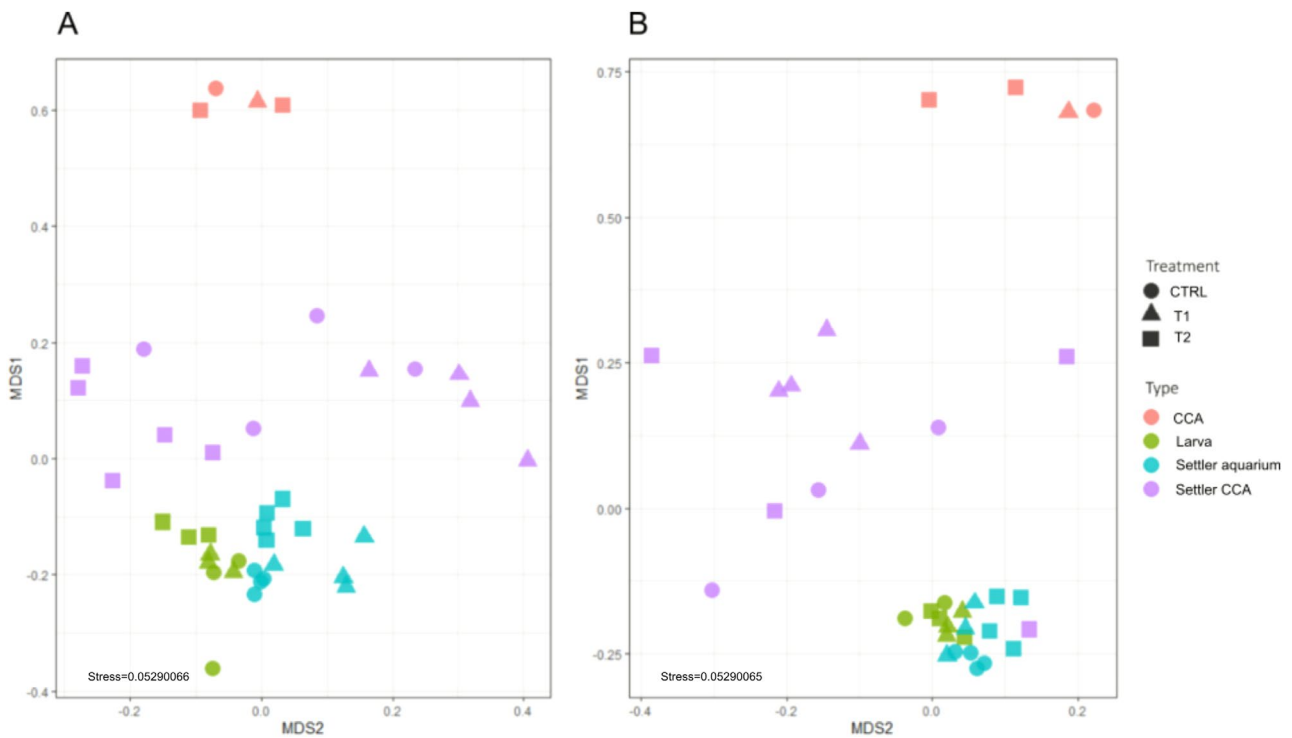 A
B
0.6
0.4
0.2
0.0
-0.2
-0.4
MDS1
Stress=0.05290066
-0.2
0.0
0.2
0.4
MDS2
0.75
0.50
0.25
0.00
-0.25
MDS1
Stress=0.05290065
-0.4
-0.2
0.0
0.2
MDS2
Treatment
CTRL
T1
T2
Type
CCA
Larva
Settler aquarium
Settler CCA